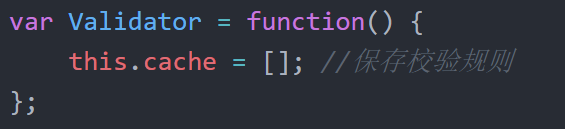 var Validator = function() {
    this.cache = []; //保存校验规则
};